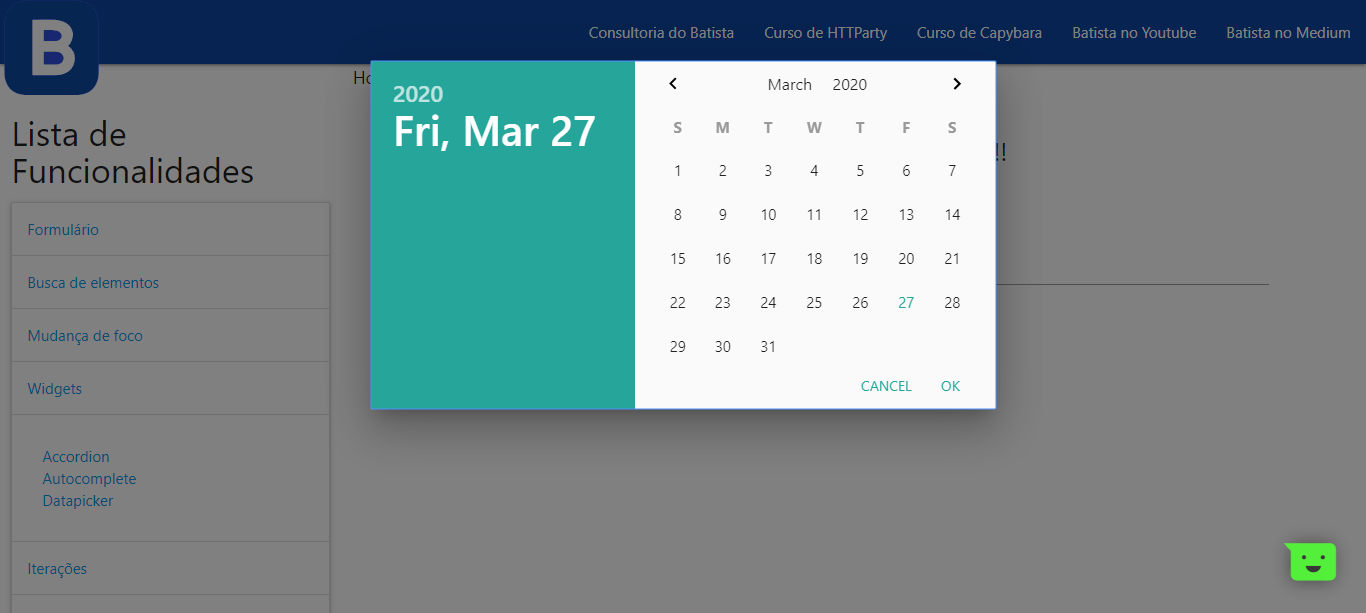 B
Consultoria do Batista Curso de HTTParty Curso de Capybara Batista no Youtube Batista no Medium
Lista de
Funcionalidades
Formulário
Busca de elementos
Mudança de foco
Widgets
Accordion
Autocomplete
Datapicker
Iterações
2020
Fri, Mar 27
March 2020
S M T W T F S
1 2 3 4 5 6 7
8 9 10 11 12 13 14
15 16 17 18 19 20 21
22 23 24 25 26 27 28
29 30 31
CANCEL OK
!!